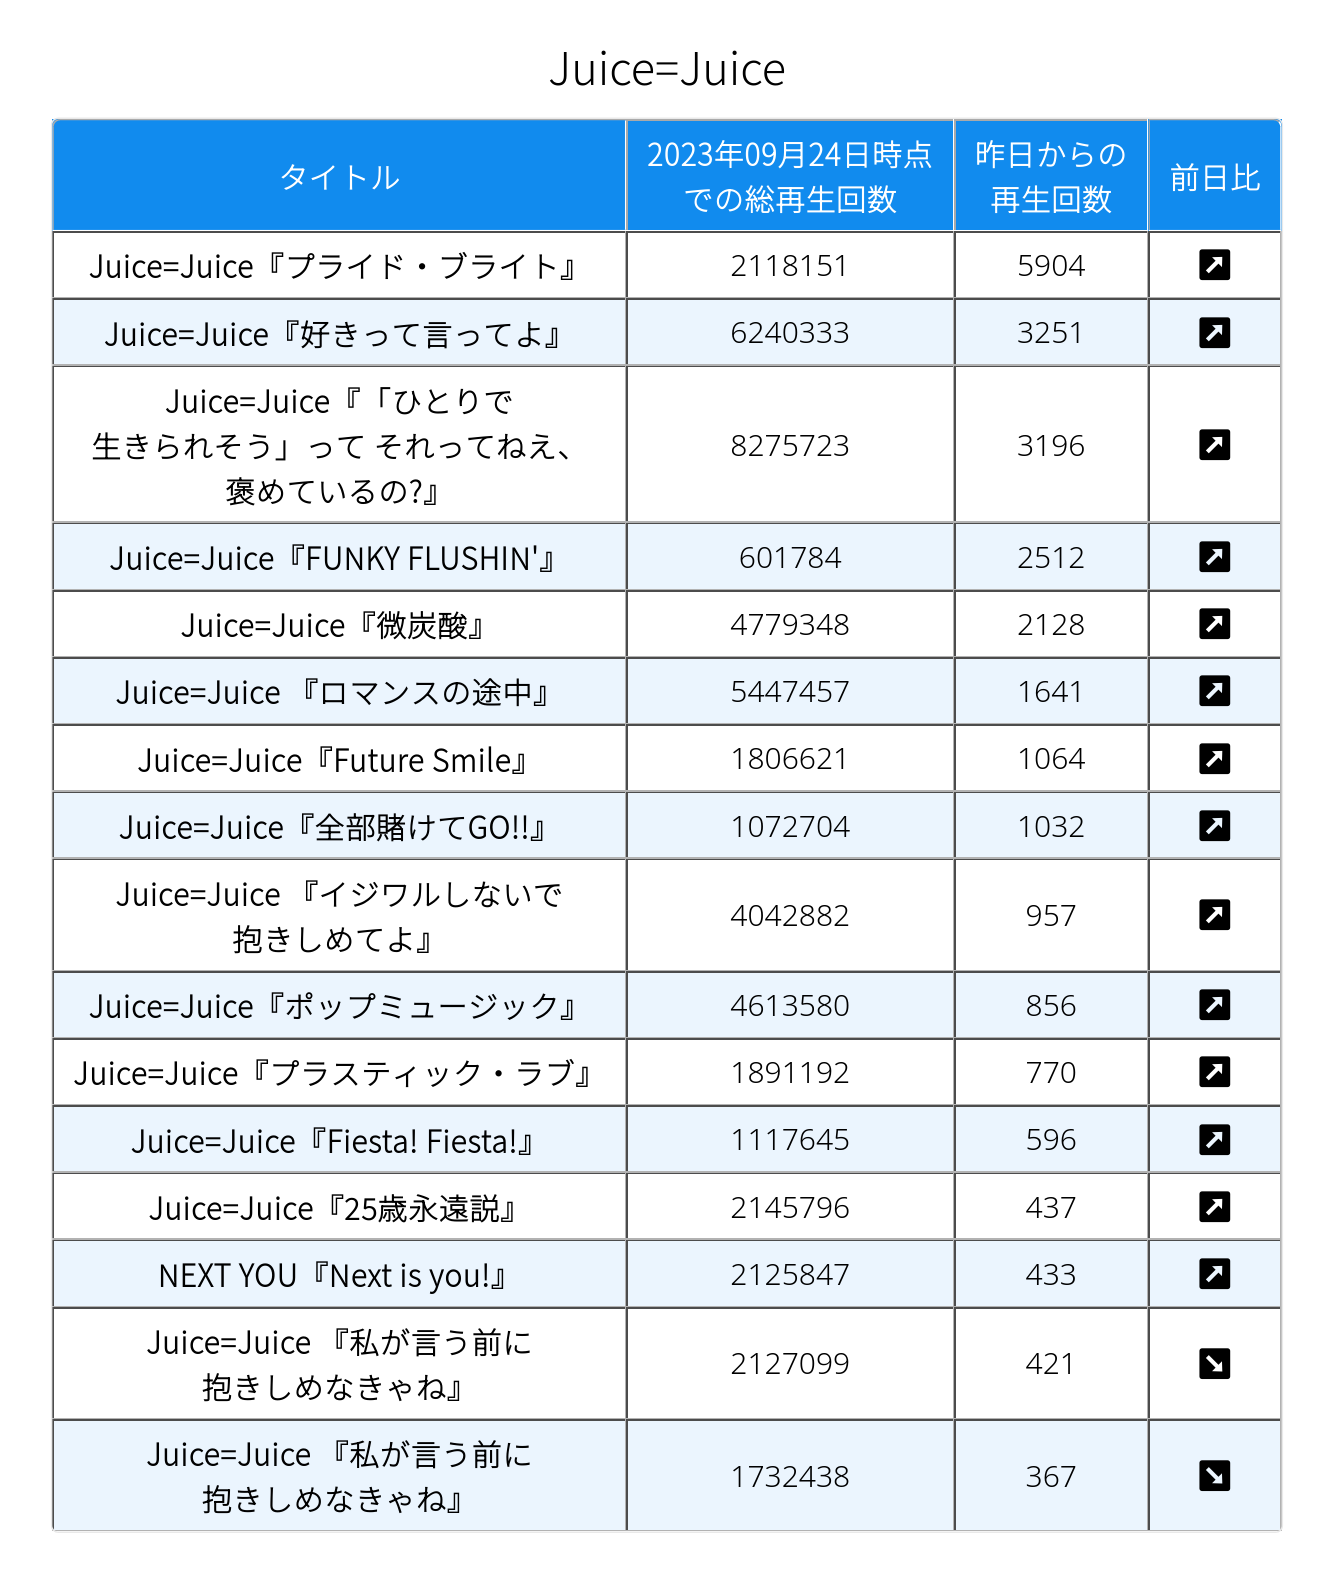 Juice=Juice
タイトル
2023年09月24日時点
での総再生回数
昨日からの
再生回数
前日比
Juice=Juice『プライド・ブライト』 2118151 5904 ↗
Juice=Juice『好きって言ってよ』 6240333 3251 ↗
Juice=Juice『「ひとりで
生きられそう」って それってねえ、
褒めているの?』
8275723 3196 ↗
Juice=Juice『FUNKY FLUSHIN'』 601784 2512 ↗
Juice=Juice『微炭酸』 4779348 2128 ↗
Juice=Juice 『ロマンスの途中』 5447457 1641 ↗
Juice=Juice『Future Smile』 1806621 1064 ↗
Juice=Juice『全部賭けてGO!!』 1072704 1032 ↗
Juice=Juice 『イジワルしないで
抱きしめてよ』
4042882 957 ↗
Juice=Juice『ポップミュージック』 4613580 856 ↗
Juice=Juice『プラスティック・ラブ』 1891192 770 ↗
Juice=Juice『Fiesta! Fiesta!』 1117645 596 ↗
Juice=Juice『25歳永遠説』 2145796 437 ↗
NEXT YOU『Next is you!』 2125847 433 ↗
Juice=Juice 『私が言う前に
抱きしめなきゃね』
2127099 421 ↘
Juice=Juice 『私が言う前に
抱きしめなきゃね』
1732438 367 ↘